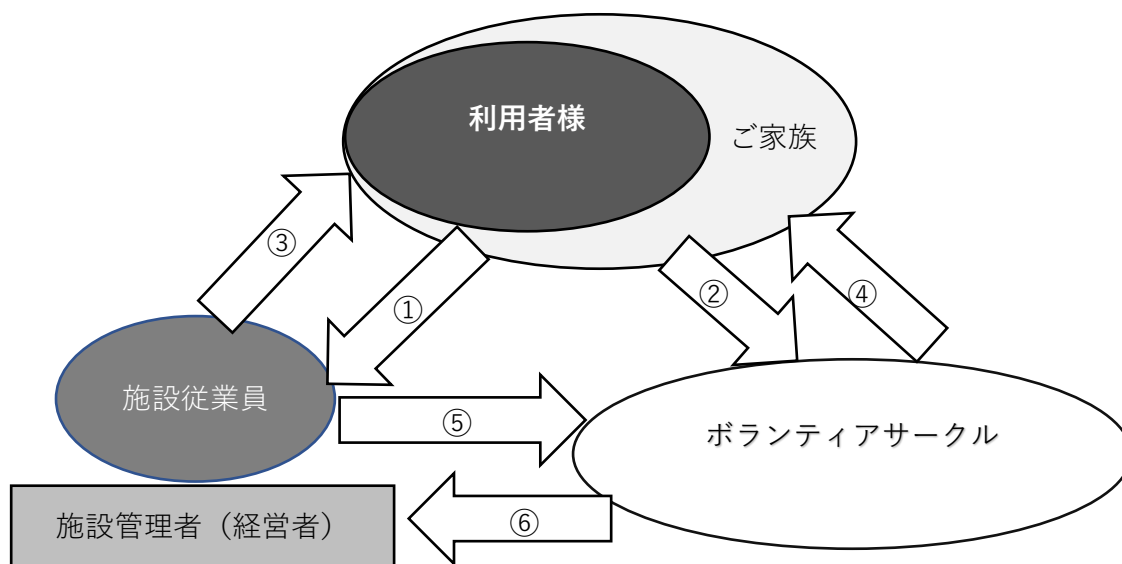 利用者様
ご家族
③
①
②
④
施設従業員
⑤
ボランティアサークル
⑥
施設管理者（経営者）